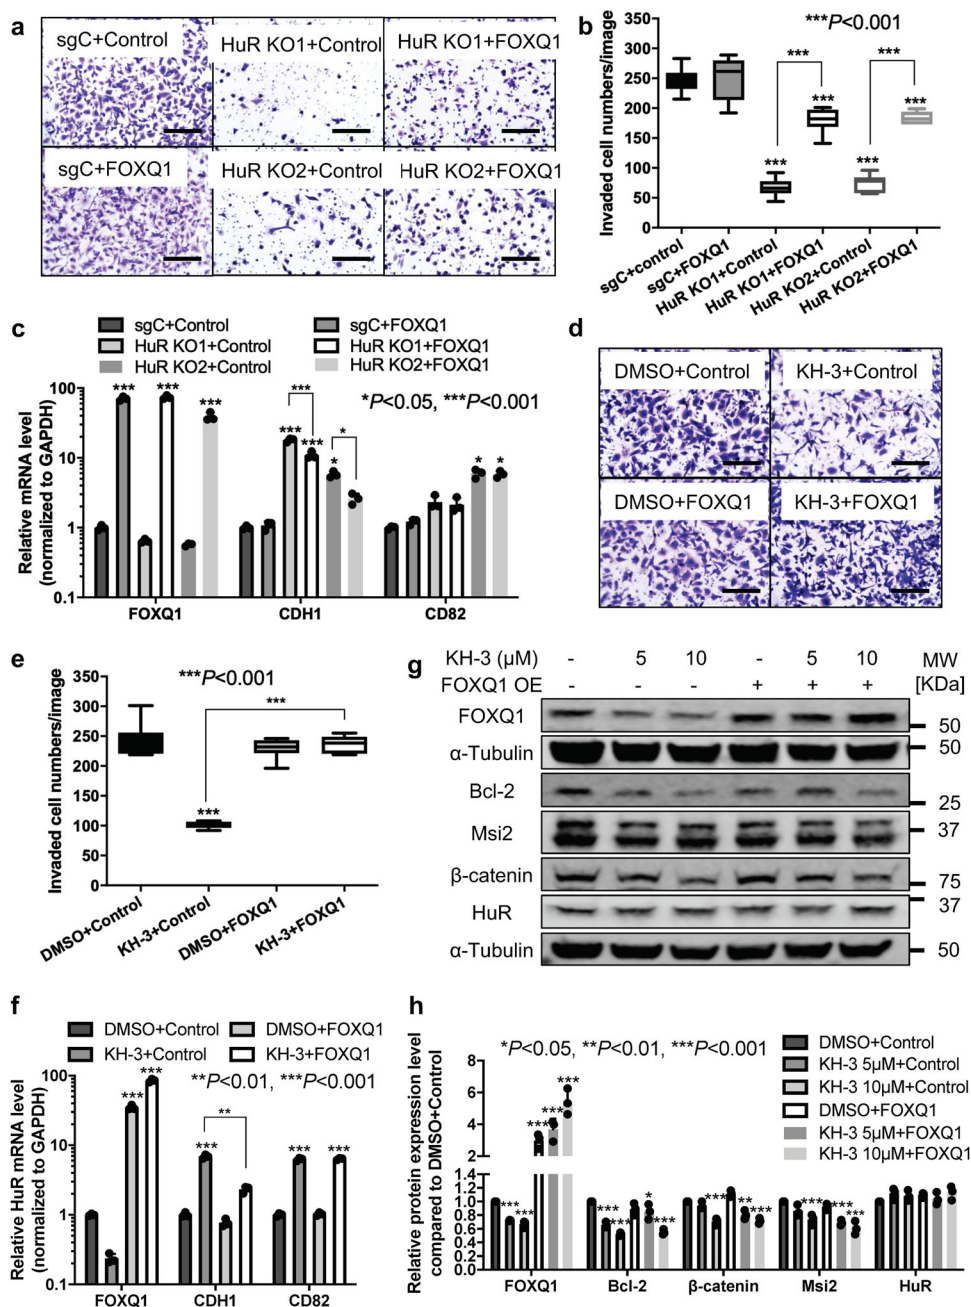 a
sgC+Control
HuR KO1+Control
HuR KO1+FOXQ1
sgC+FOXQ1
HuR KO2+Control
HuR KO2+FOXQ1
b
***P<0.001
Invaded cell numbers/image
350
300
250
200
150
100
50
0
***
***
***
***
***
***
sgC+control
sgC+FOXQ1
HuR KO1+Control
HuR KO1+FOXQ1
HuR KO2+Control
HuR KO2+FOXQ1
c
sgC+Control
sgC+FOXQ1
HuR KO1+Control
HuR KO1+FOXQ1
HuR KO2+Control
HuR KO2+FOXQ1
*P<0.05, ***P<0.001
Relative mRNA level
(normalized to GAPDH)
100
10
1
0.1
***
***
***
***
***
***
*
*
*
*
FOXQ1
CDH1
CD82
d
DMSO+Control
KH-3+Control
DMSO+FOXQ1
KH-3+FOXQ1
e
***P<0.001
Invaded cell numbers/image
350
300
250
200
150
100
50
0
***
***
DMSO+Control
KH-3+Control
DMSO+FOXQ1
KH-3+FOXQ1
g
KH-3 (μM) - 5 10 - 5 10 MW
FOXQ1 OE - - - + + + [KDa]
FOXQ1
50
α-Tubulin
50
Bcl-2
25
Msi2
37
β-catenin
75
HuR
37
α-Tubulin
50
f
DMSO+Control
DMSO+FOXQ1
KH-3+Control
KH-3+FOXQ1
**P<0.01, ***P<0.001
Relative HuR mRNA level
(normalized to GAPDH)
100
10
1
0.1
***
***
***
**
***
***
FOXQ1
CDH1
CD82
h
*P<0.05, **P<0.01, ***P<0.001
DMSO+Control
KH-3 5μM+Control
KH-3 10μM+Control
DMSO+FOXQ1
KH-3 5μM+FOXQ1
KH-3 10μM+FOXQ1
Relative protein expression level
compared to DMSO+Control
8
6
4
2
1.4
1.2
1.0
0.8
0.6
0.4
0.2
0.0
***
***
***
***
***
***
***
*
***
***
**
***
***
***
***
FOXQ1
Bcl-2
β-catenin
Msi2
HuR